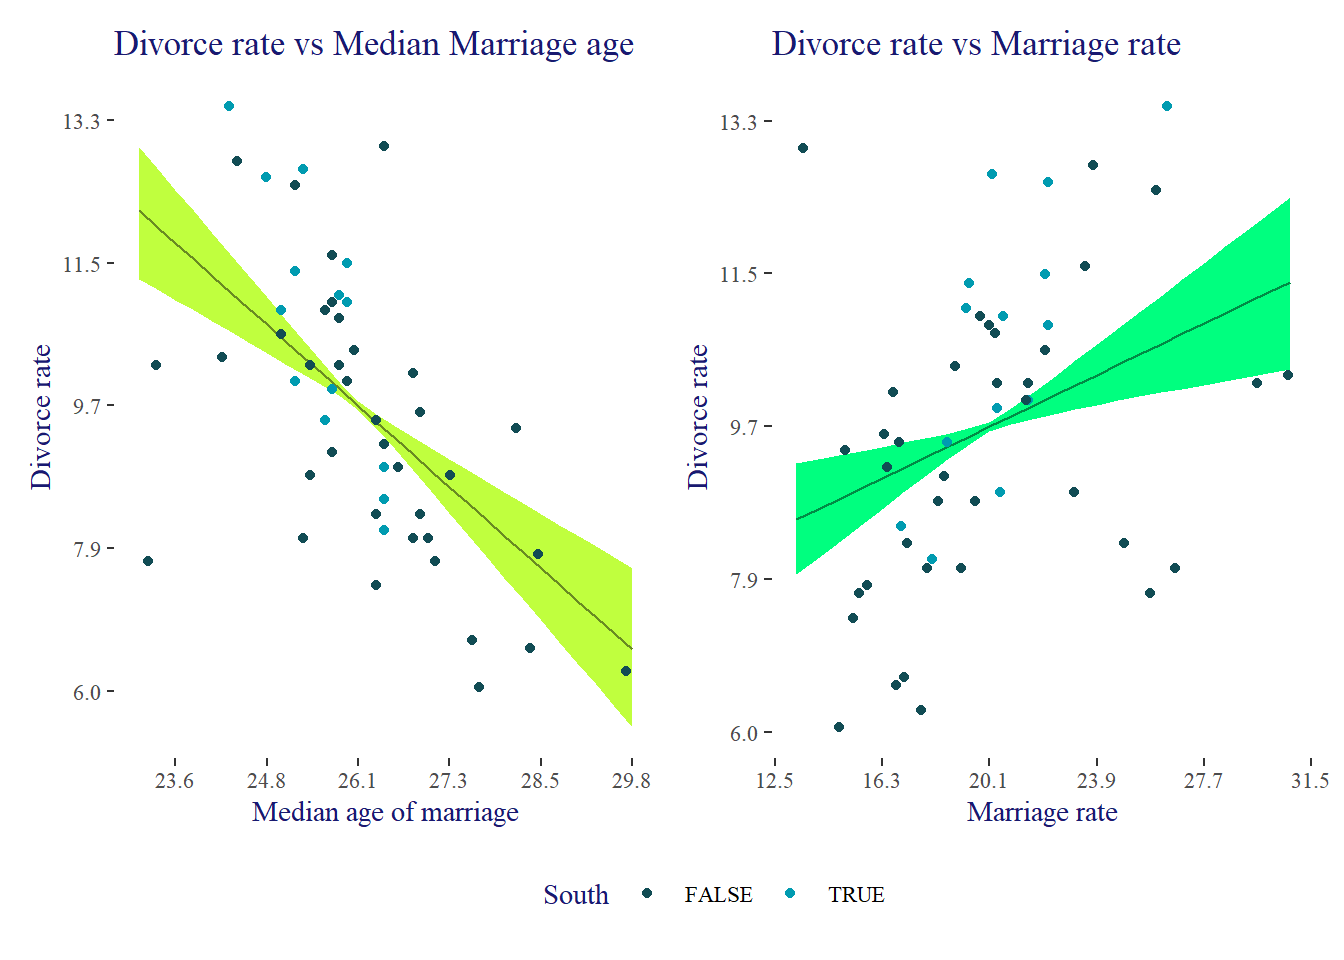 Divorce rate vs Median Marriage age
13.3
11.5
9.7
7.9
6.0
Divorce rate
23.6 24.8 26.1 27.3 28.5 29.8
Median age of marriage
Divorce rate vs Marriage rate
13.3
11.5
9.7
7.9
6.0
Divorce rate
12.5 16.3 20.1 23.9 27.7 31.5
Marriage rate
South FALSE TRUE